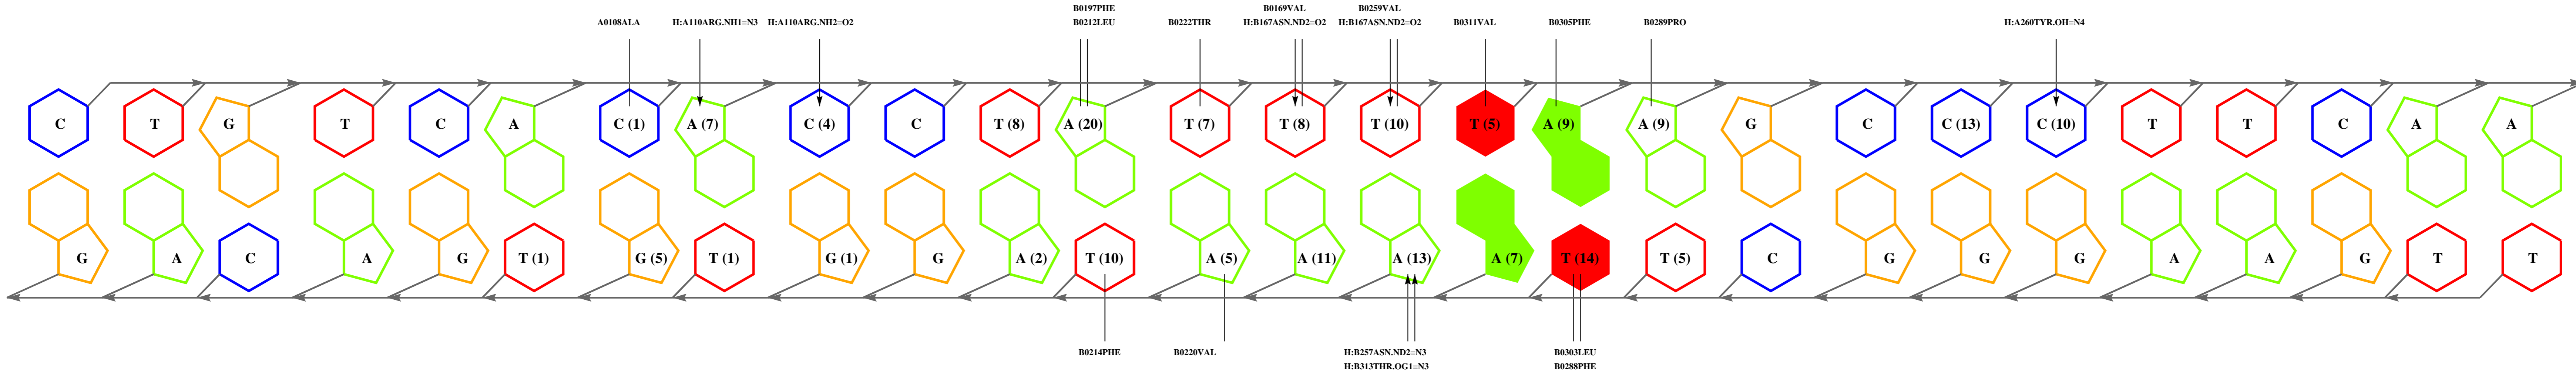 B0197PHE B0169VAL B0259VAL
A0108ALA H:A110ARG.NH1=N3 H:A110ARG.NH2=O2 B0212LEU B0222THR H:B167ASN.ND2=O2 H:B167ASN.ND2=O2 B0311VAL B0305PHE B0289PRO H:A260TYR.OH=N4
C T G T C A C (1) A (7) C (4) C T (8) A (20) T (7) T (8) T (10) T (5) A (9) A (9) G C C (13) C (10) T T C A A
G A C A G T (1) G (5) T (1) G (1) G A (2) T (10) A (5) A (11) A (13) A (7) T (14) T (5) C G G G A A G T T
B0214PHE B0220VAL H:B257ASN.ND2=N3 B0303LEU
H:B313THR.OG1=N3 B0288PHE